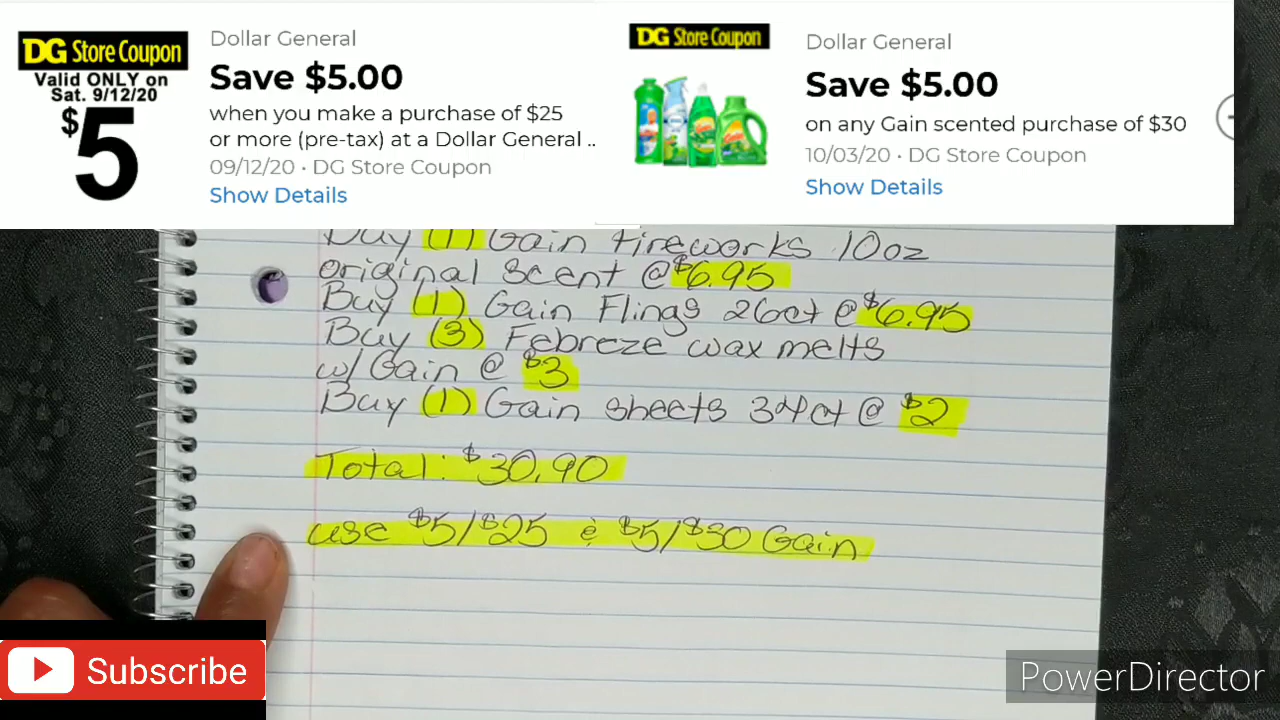 DG Store Coupon
Valid ONLY on
Sat. 9/12/20
$5
Dollar General
Save $5.00
when you make a purchase of $25
or more (pre-tax) at a Dollar General ..
09/12/20 • DG Store Coupon
Show Details
DG Store Coupon
Dollar General
Save $5.00
on any Gain scented purchase of $30
10/03/20 • DG Store Coupon
Show Details
Buy (1) Gain fireworks 10oz
original scent @ $6.95
Buy (1) Gain Flings 26ct @ $6.95
Buy (3) Febreze wax melts
w/ Gain @ $3
Buy (1) Gain sheets 34ct @ $2
Total: $30.90
use $5/$25 & $5/$30 Gain
Subscribe
PowerDirector